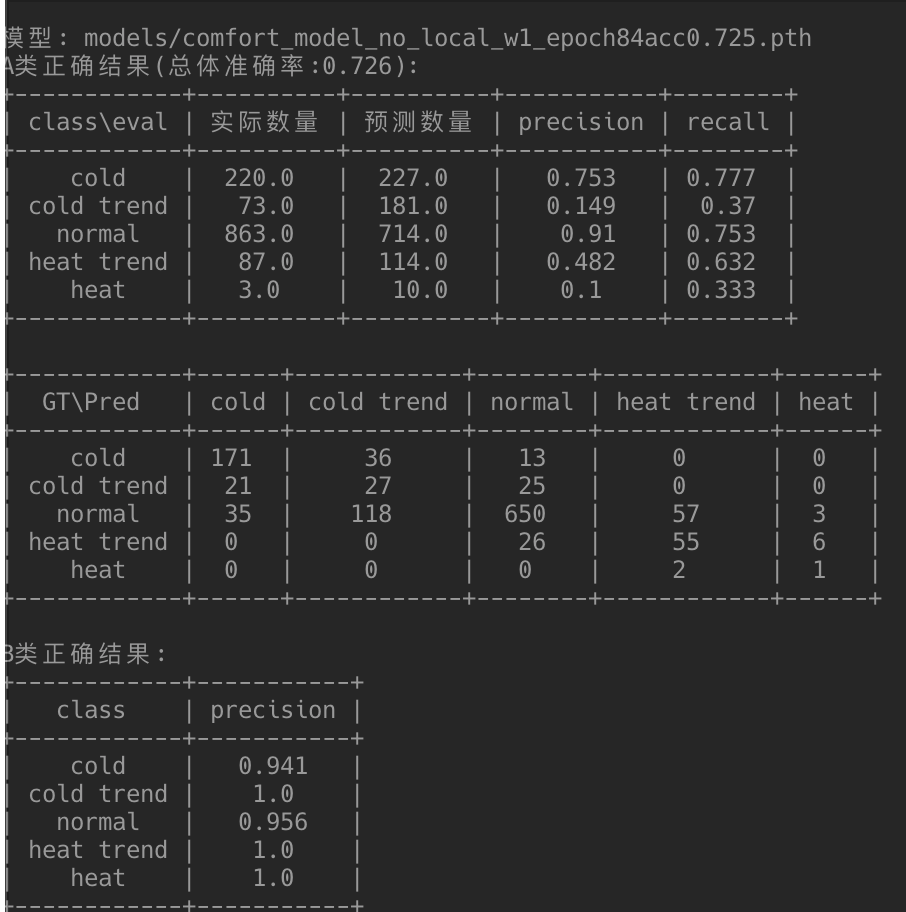 模型: models/comfort_model_no_local_w1_epoch84acc0.725.pth
A类正确结果(总体准确率:0.726):
+------------+----------+----------+-----------+--------+
| class\eval | 实际数量 | 预测数量 | precision | recall |
+------------+----------+----------+-----------+--------+
| cold | 220.0 | 227.0 | 0.753 | 0.777 |
| cold trend | 73.0 | 181.0 | 0.149 | 0.37 |
| normal | 863.0 | 714.0 | 0.91 | 0.753 |
| heat trend | 87.0 | 114.0 | 0.482 | 0.632 |
| heat | 3.0 | 10.0 | 0.1 | 0.333 |
+------------+----------+----------+-----------+--------+
+------------+------+------------+--------+------------+------+
| GT\Pred | cold | cold trend | normal | heat trend | heat |
+------------+------+------------+--------+------------+------+
| cold | 171 | 36 | 13 | 0 | 0 |
| cold trend | 21 | 27 | 25 | 0 | 0 |
| normal | 35 | 118 | 650 | 57 | 3 |
| heat trend | 0 | 0 | 26 | 55 | 6 |
| heat | 0 | 0 | 0 | 2 | 1 |
+------------+------+------------+--------+------------+------+
B类正确结果:
+------------+-----------+
| class | precision |
+------------+-----------+
| cold | 0.941 |
| cold trend | 1.0 |
| normal | 0.956 |
| heat trend | 1.0 |
| heat | 1.0 |
+------------+-----------+